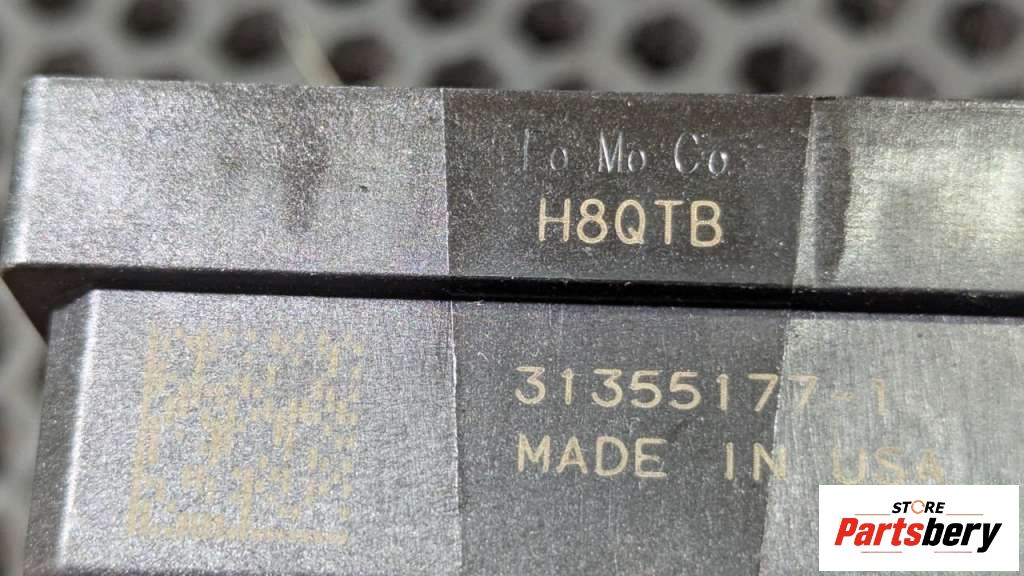 Fo Mo Co
H8QTB
31355177-1
MADE IN USA
STORE
Partsbery